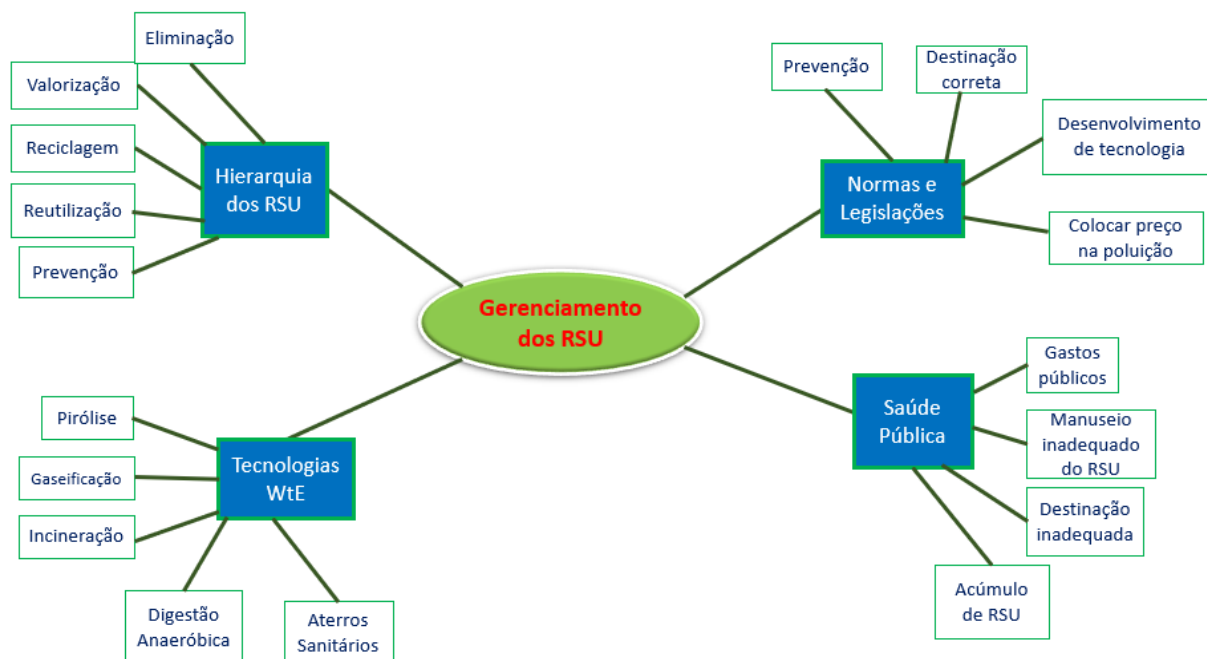 Eliminação
Valorização
Reciclagem
Reutilização
Prevenção
Hierarquia
dos RSU
Prevenção
Destinação
correta
Desenvolvimento
de tecnologia
Colocar preço
na poluição
Normas e
Legislações
Gerenciamento
dos RSU
Pirólise
Gaseificação
Incineração
Digestão
Anaeróbica
Aterros
Sanitários
Tecnologias
WtE
Saúde
Pública
Gastos
públicos
Manuseio
inadequado
do RSU
Destinação
inadequada
Acúmulo
de RSU